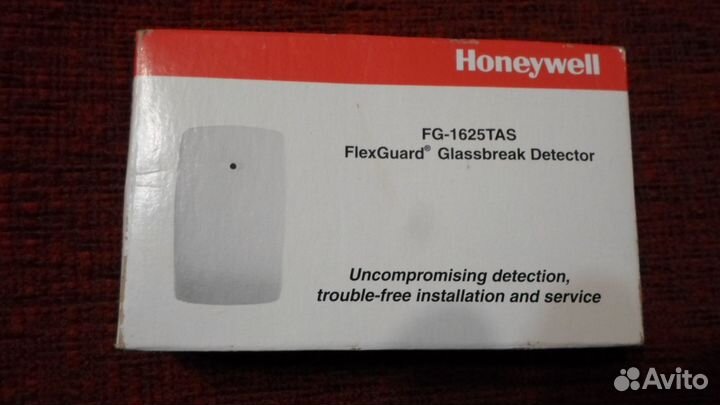 Honeywell
FG-1625TAS
FlexGuard® Glassbreak Detector
Uncompromising detection,
trouble-free installation and service
Avito